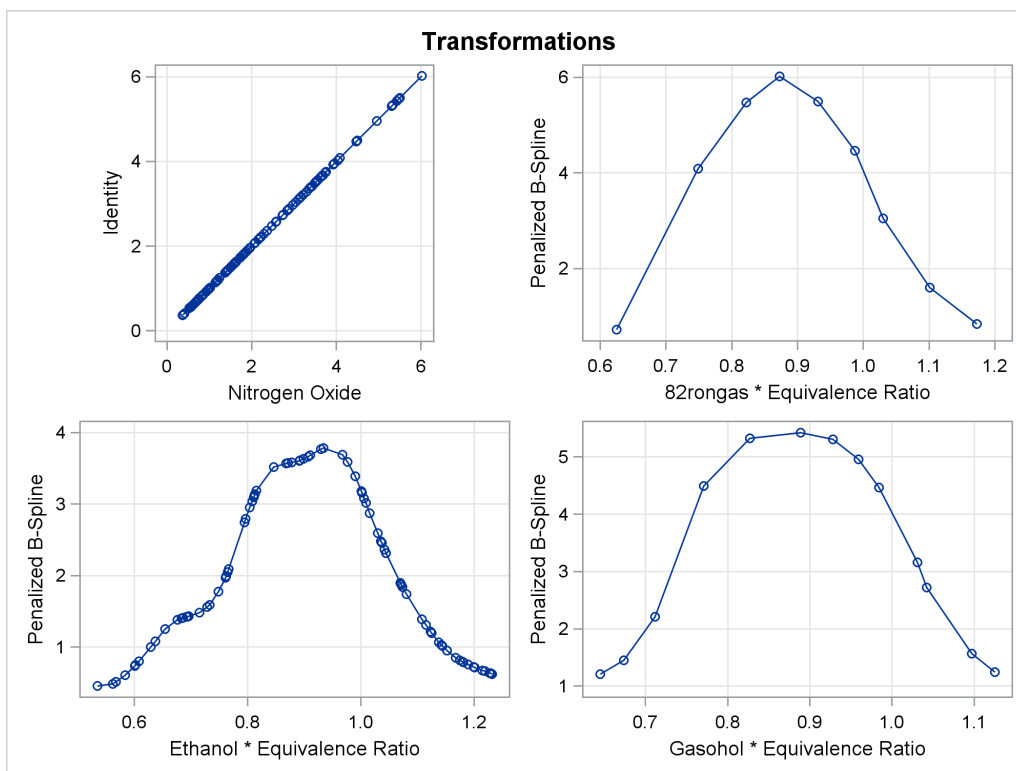 Transformations
6
4
2
0
Identity
0 2 4 6
Nitrogen Oxide
6
4
2
Penalized B-Spline
0.6 0.7 0.8 0.9 1.0 1.1 1.2
82rongas * Equivalence Ratio
4
3
2
1
Penalized B-Spline
0.6 0.8 1.0 1.2
Ethanol * Equivalence Ratio
5
4
3
2
1
Penalized B-Spline
0.7 0.8 0.9 1.0 1.1
Gasohol * Equivalence Ratio